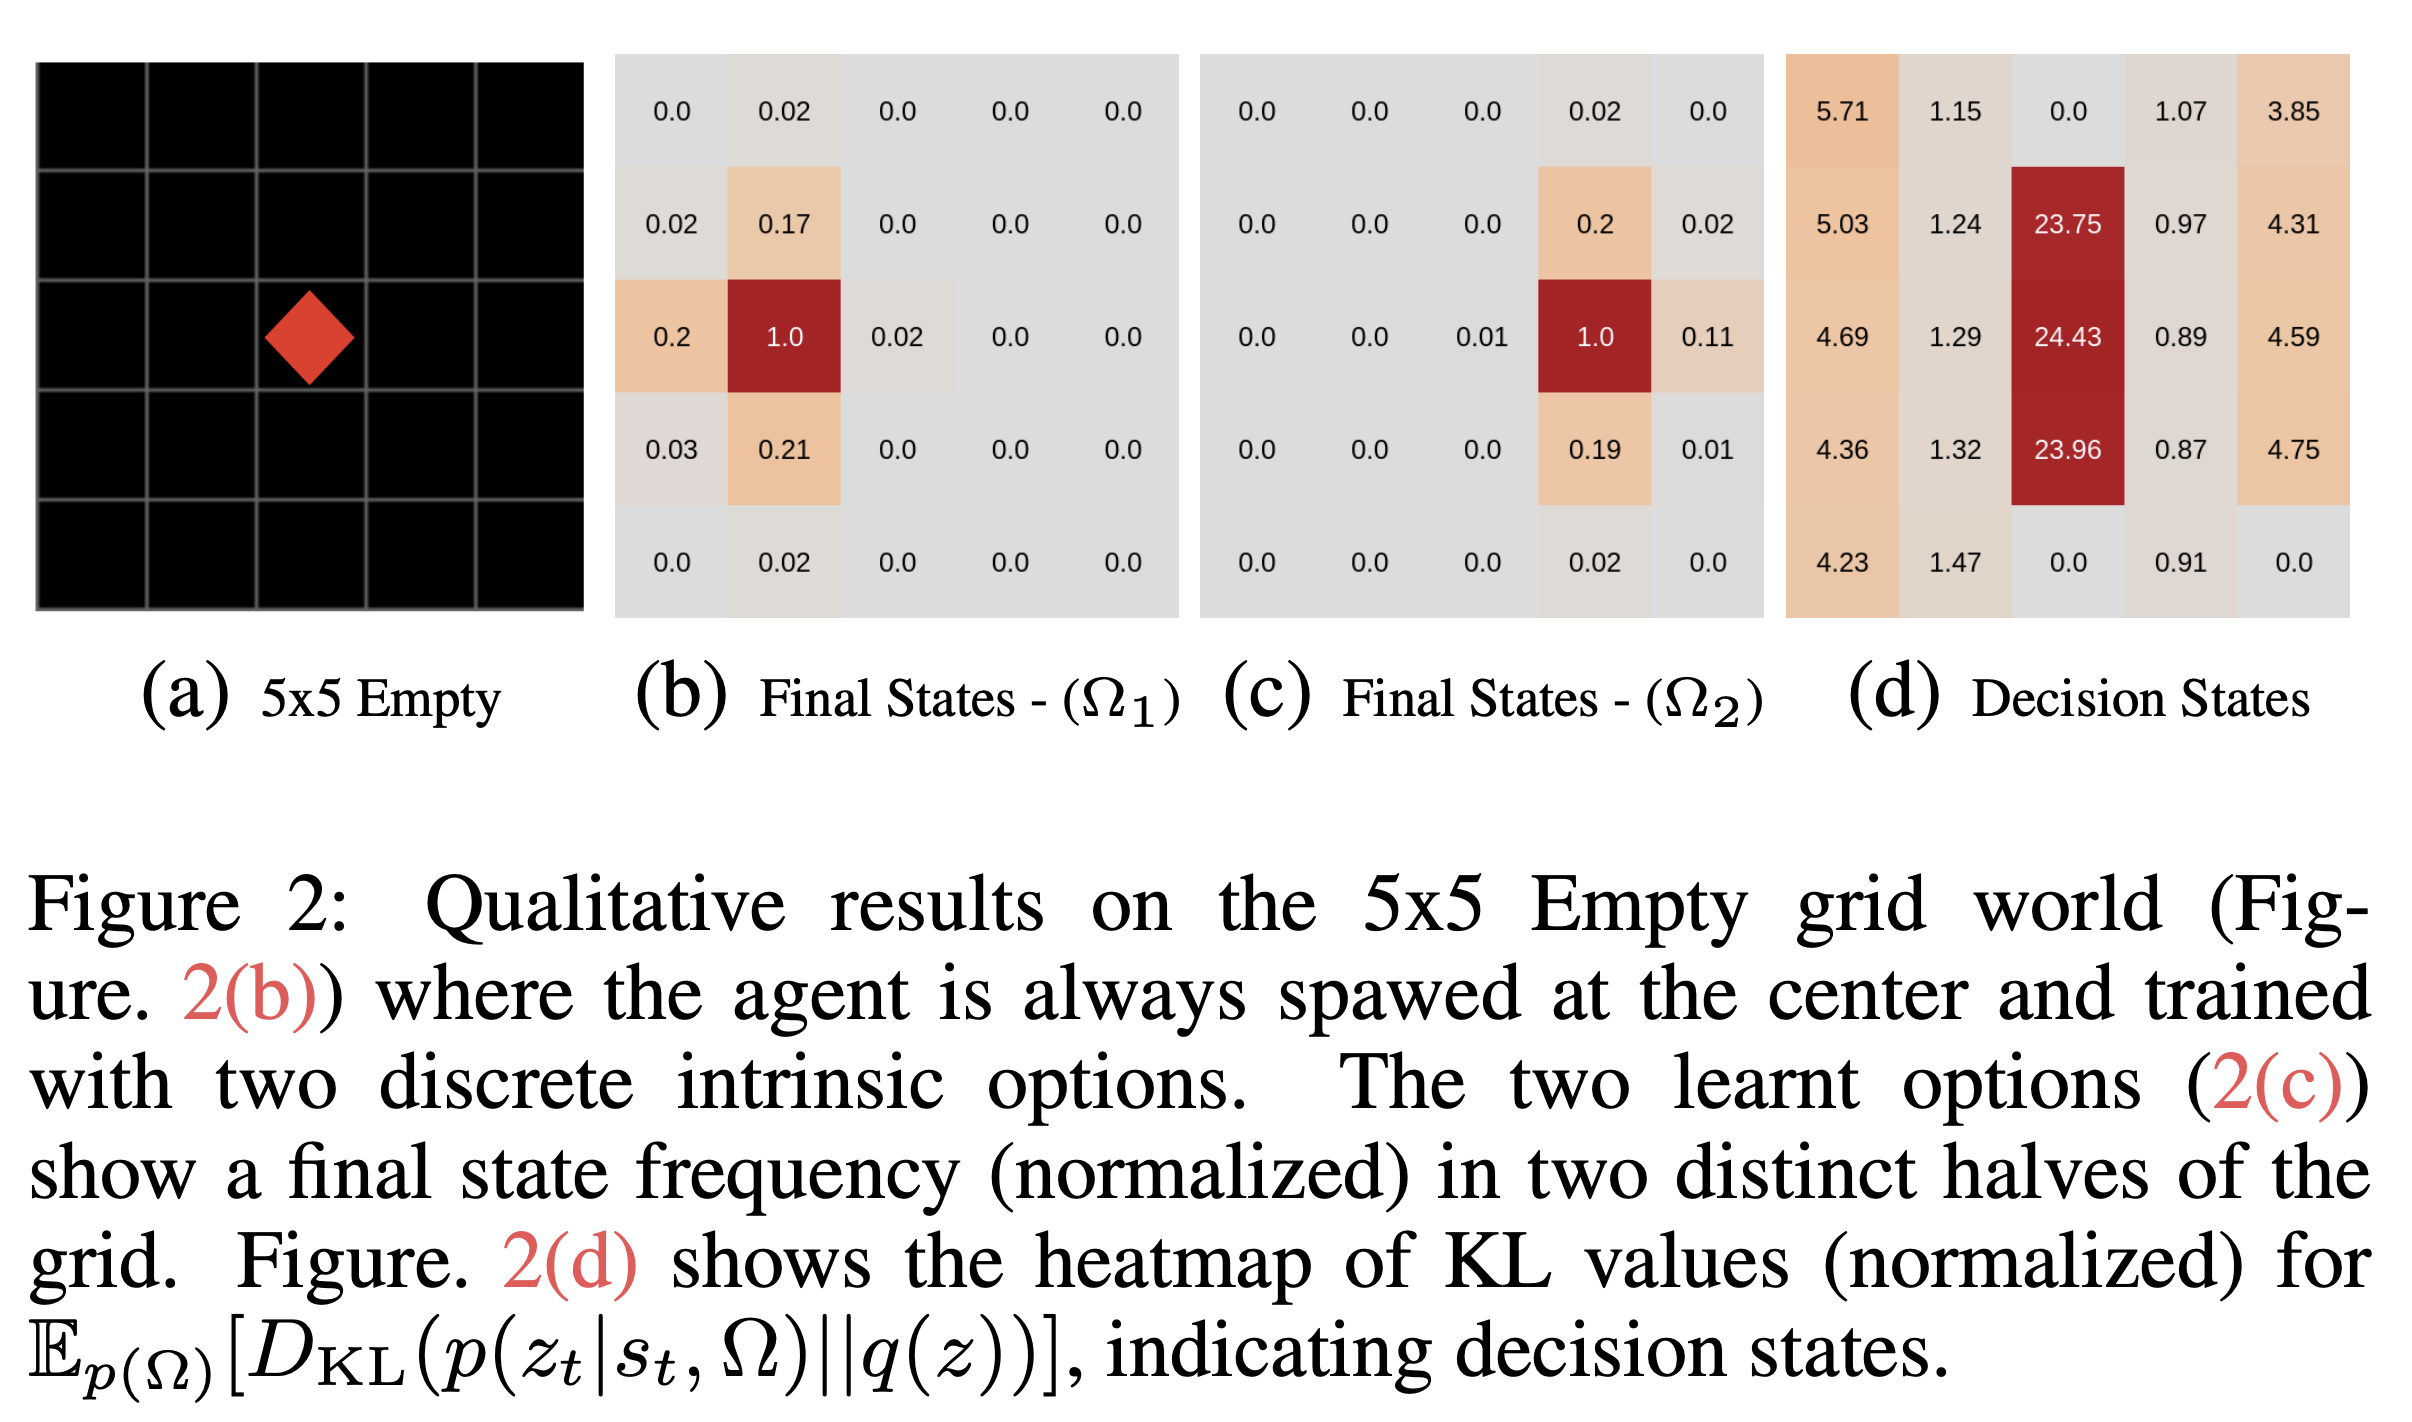 0.0 0.02 0.0 0.0 0.0 0.0 0.0 0.0 0.02 0.0 5.71 1.15 0.0 1.07 3.85
0.02 0.17 0.0 0.0 0.0 0.0 0.0 0.0 0.2 0.02 5.03 1.24 23.75 0.97 4.31
0.2 1.0 0.02 0.0 0.0 0.0 0.0 0.01 1.0 0.11 4.69 1.29 24.43 0.89 4.59
0.03 0.21 0.0 0.0 0.0 0.0 0.0 0.0 0.19 0.01 4.36 1.32 23.96 0.87 4.75
0.0 0.02 0.0 0.0 0.0 0.0 0.0 0.0 0.02 0.0 4.23 1.47 0.0 0.91 0.0
(a) 5x5 Empty (b) Final States - (Ω₁) (c) Final States - (Ω₂) (d) Decision States
Figure 2: Qualitative results on the 5x5 Empty grid world (Fig-
ure. 2(b)) where the agent is always spawed at the center and trained
with two discrete intrinsic options. The two learnt options (2(c))
show a final state frequency (normalized) in two distinct halves of the
grid. Figure. 2(d) shows the heatmap of KL values (normalized) for
𝔼_{p(Ω)}[D_{KL}(p(z_t|s_t, Ω)||q(z))], indicating decision states.